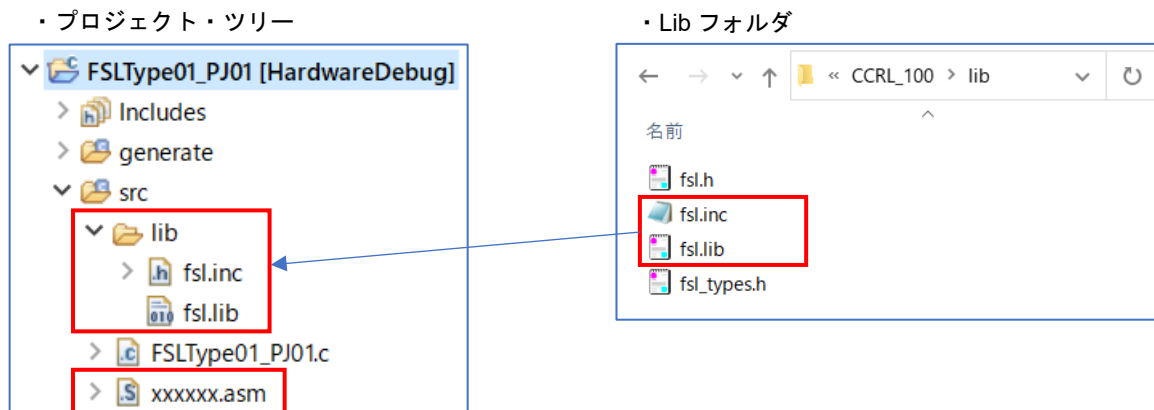 ・プロジェクト・ツリー
FSLType01_PJ01 [HardwareDebug]
Includes
generate
src
lib
fsl.inc
fsl.lib
FSLType01_PJ01.c
xxxxxx.asm
・Lib フォルダ
« CCRL_100 > lib
名前
fsl.h
fsl.inc
fsl.lib
fsl_types.h